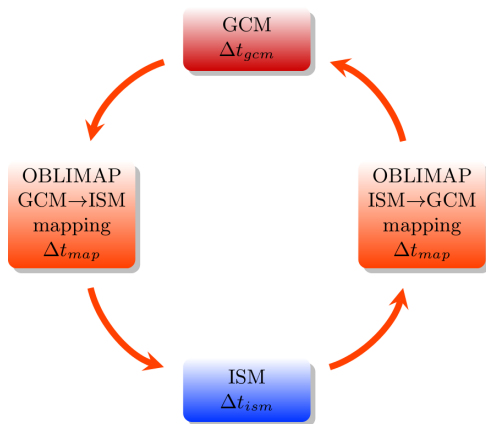 GCM
Δt_gcm
OBLIMAP
GCM→ISM
mapping
Δt_map
OBLIMAP
ISM→GCM
mapping
Δt_map
ISM
Δt_ism